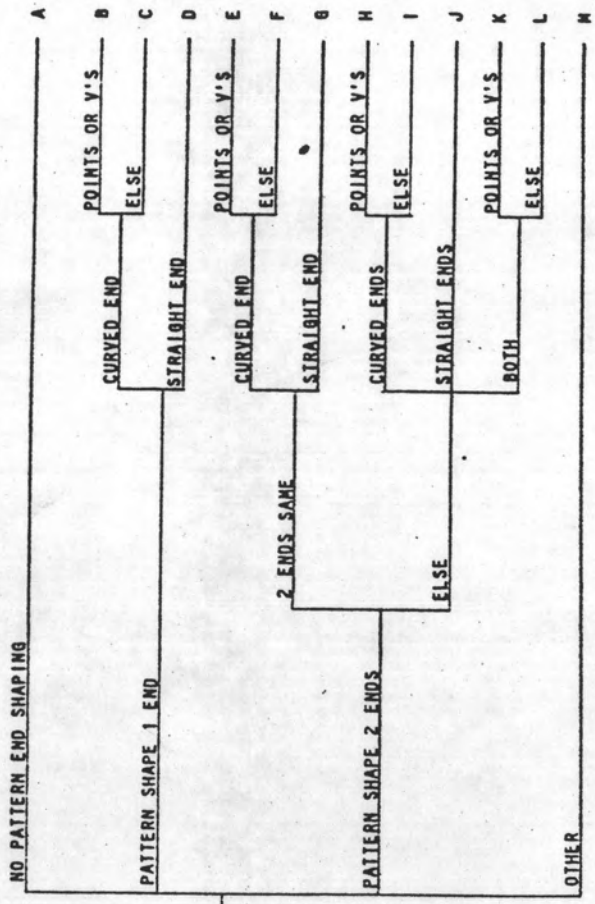 NO PATTERN END SHAPING
A
PATTERN SHAPE 1 END
CURVED END
POINTS OR V'S
B
ELSE
C
STRAIGHT END
D
PATTERN SHAPE 2 ENDS
2 ENDS SAME
CURVED END
POINTS OR V'S
E
ELSE
F
STRAIGHT END
G
ELSE
CURVED ENDS
POINTS OR V'S
H
ELSE
I
STRAIGHT ENDS
J
BOTH
POINTS OR V'S
K
ELSE
L
OTHER
M